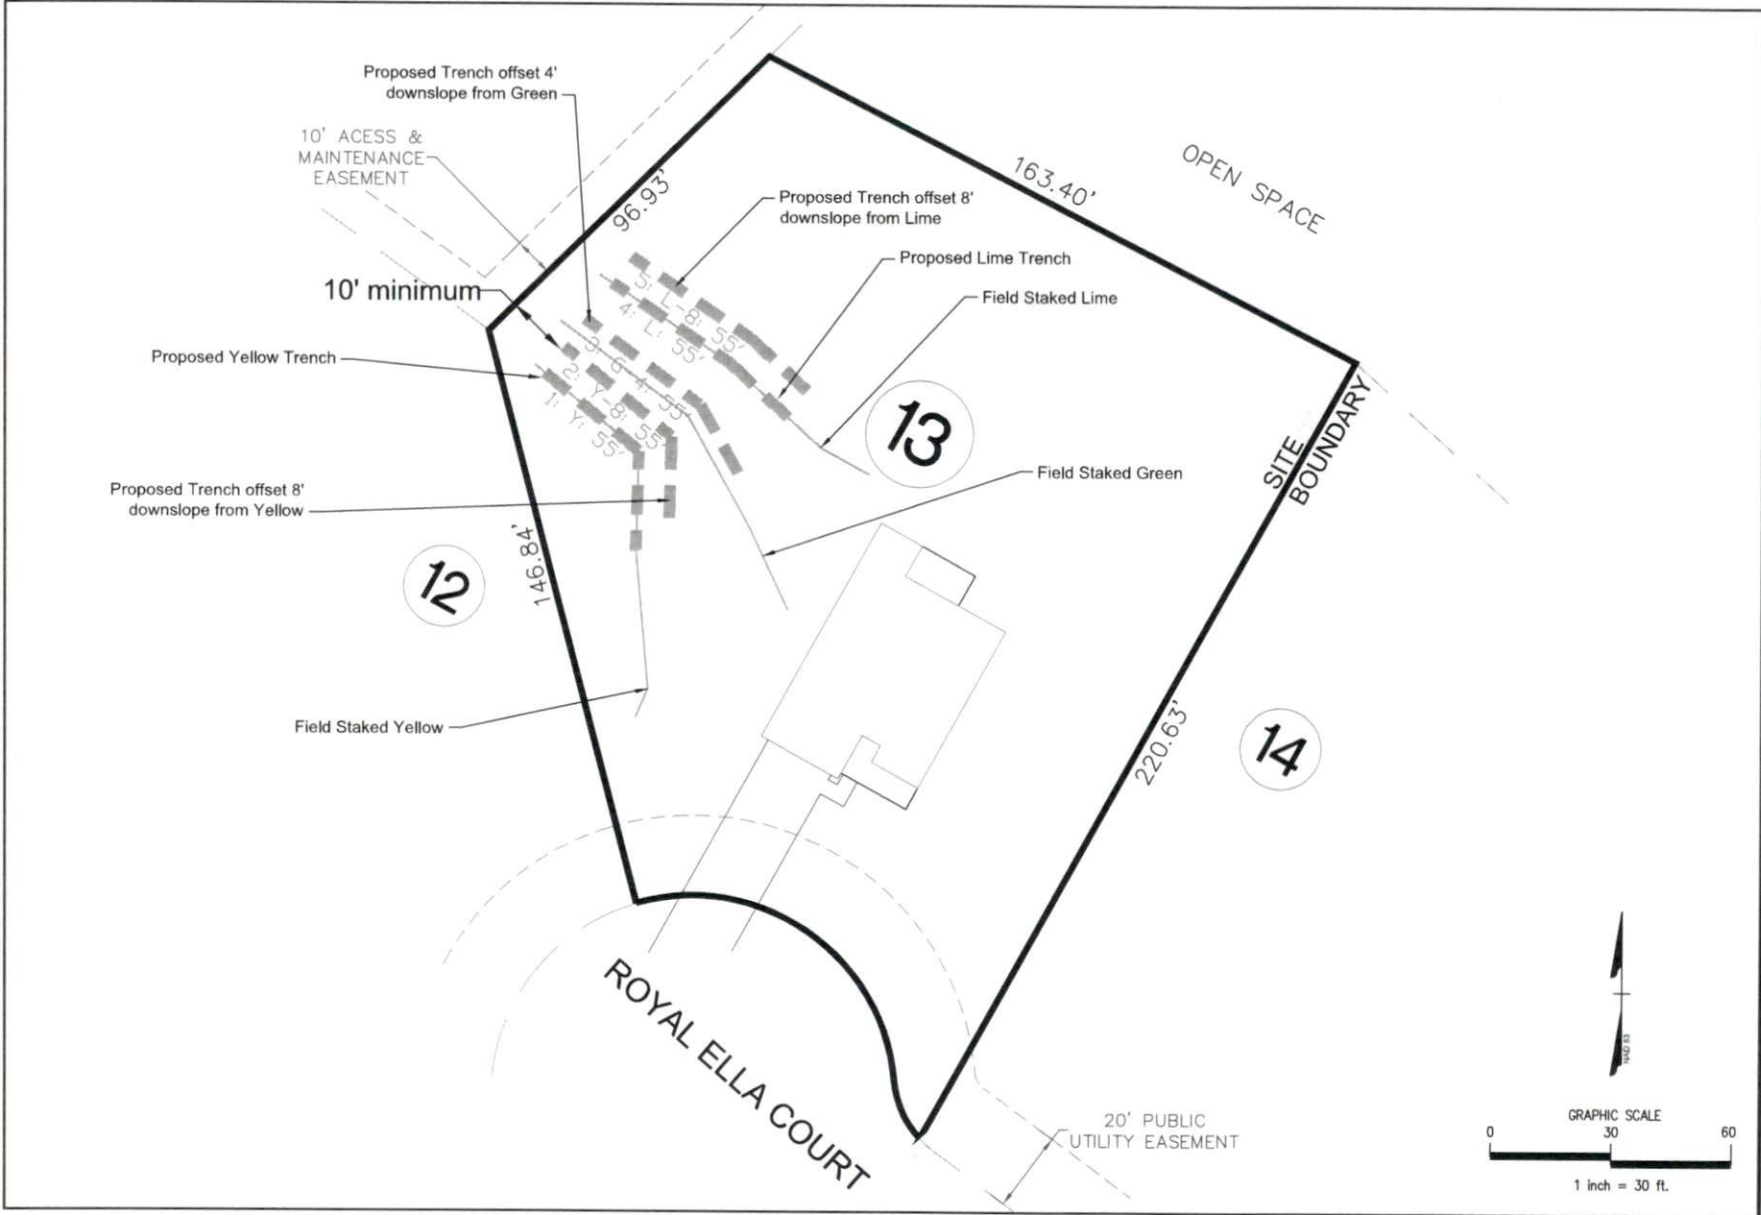 Proposed Trench offset 4'
downslope from Green
10' ACESS &
MAINTENANCE
EASEMENT
96.93'
163.40'
OPEN SPACE
Proposed Trench offset 8'
downslope from Lime
Proposed Lime Trench
10' minimum
Field Staked Lime
5: L-8: 55'
4: L: 55'
3: G-4: 55'
2: Y-8: 55'
1: Y: 55'
Proposed Yellow Trench
13
SITE
BOUNDARY
Field Staked Green
Proposed Trench offset 8'
downslope from Yellow
12
146.84'
Field Staked Yellow
220.63'
14
ROYAL ELLA COURT
20' PUBLIC
UTILITY EASEMENT
NAD 83
GRAPHIC SCALE
0 30 60
1 inch = 30 ft.